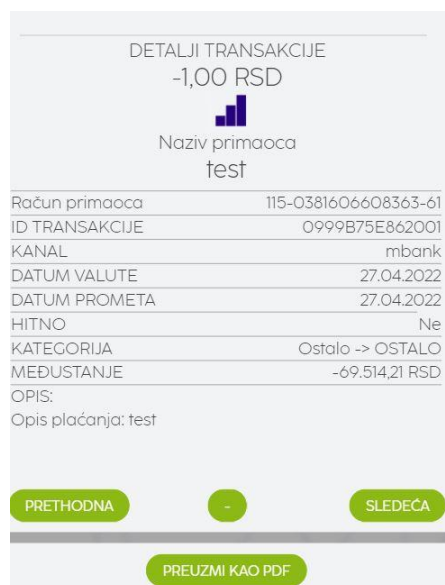 DETALJI TRANSAKCIJE
-1,00 RSD
Naziv primaoca
test
Račun primaoca 115-0381606608363-61
ID TRANSAKCIJE 0999B75E862001
KANAL mbank
DATUM VALUTE 27.04.2022
DATUM PROMETA 27.04.2022
HITNO Ne
KATEGORIJA Ostalo -> OSTALO
MEĐUSTANJE -69.514,21 RSD
OPIS:
Opis plaćanja: test
PRETHODNA - SLEDEĆA
PREUZMI KAO PDF